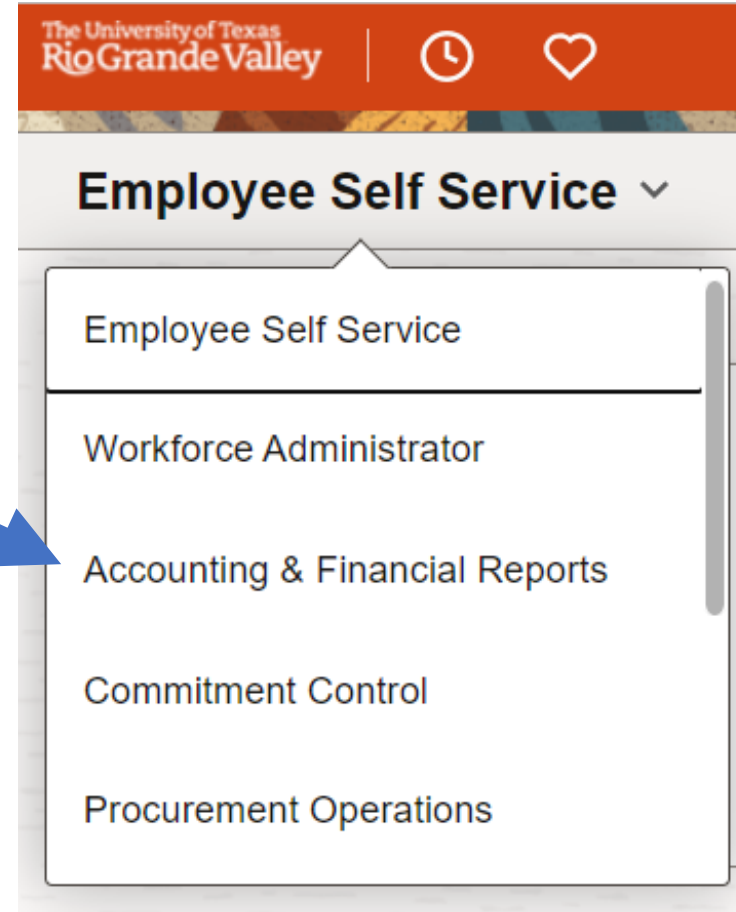 The University of Texas
Rio Grande Valley
Employee Self Service
Employee Self Service
Workforce Administrator
Accounting & Financial Reports
Commitment Control
Procurement Operations